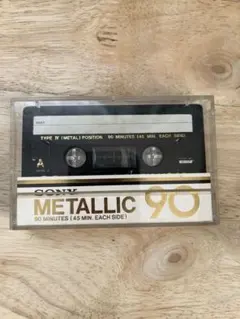 TYPE IV (METAL) POSITION 90 MINUTES (45 MIN. EACH SIDE)
A
SONY
METALLIC 90
90 MINUTES (45 MIN. EACH SIDE)